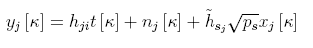 y_j [κ] = h_{ji} t [κ] + n_j [κ] + \tilde{h}_{s_j} \sqrt{p_s} x_j [κ]